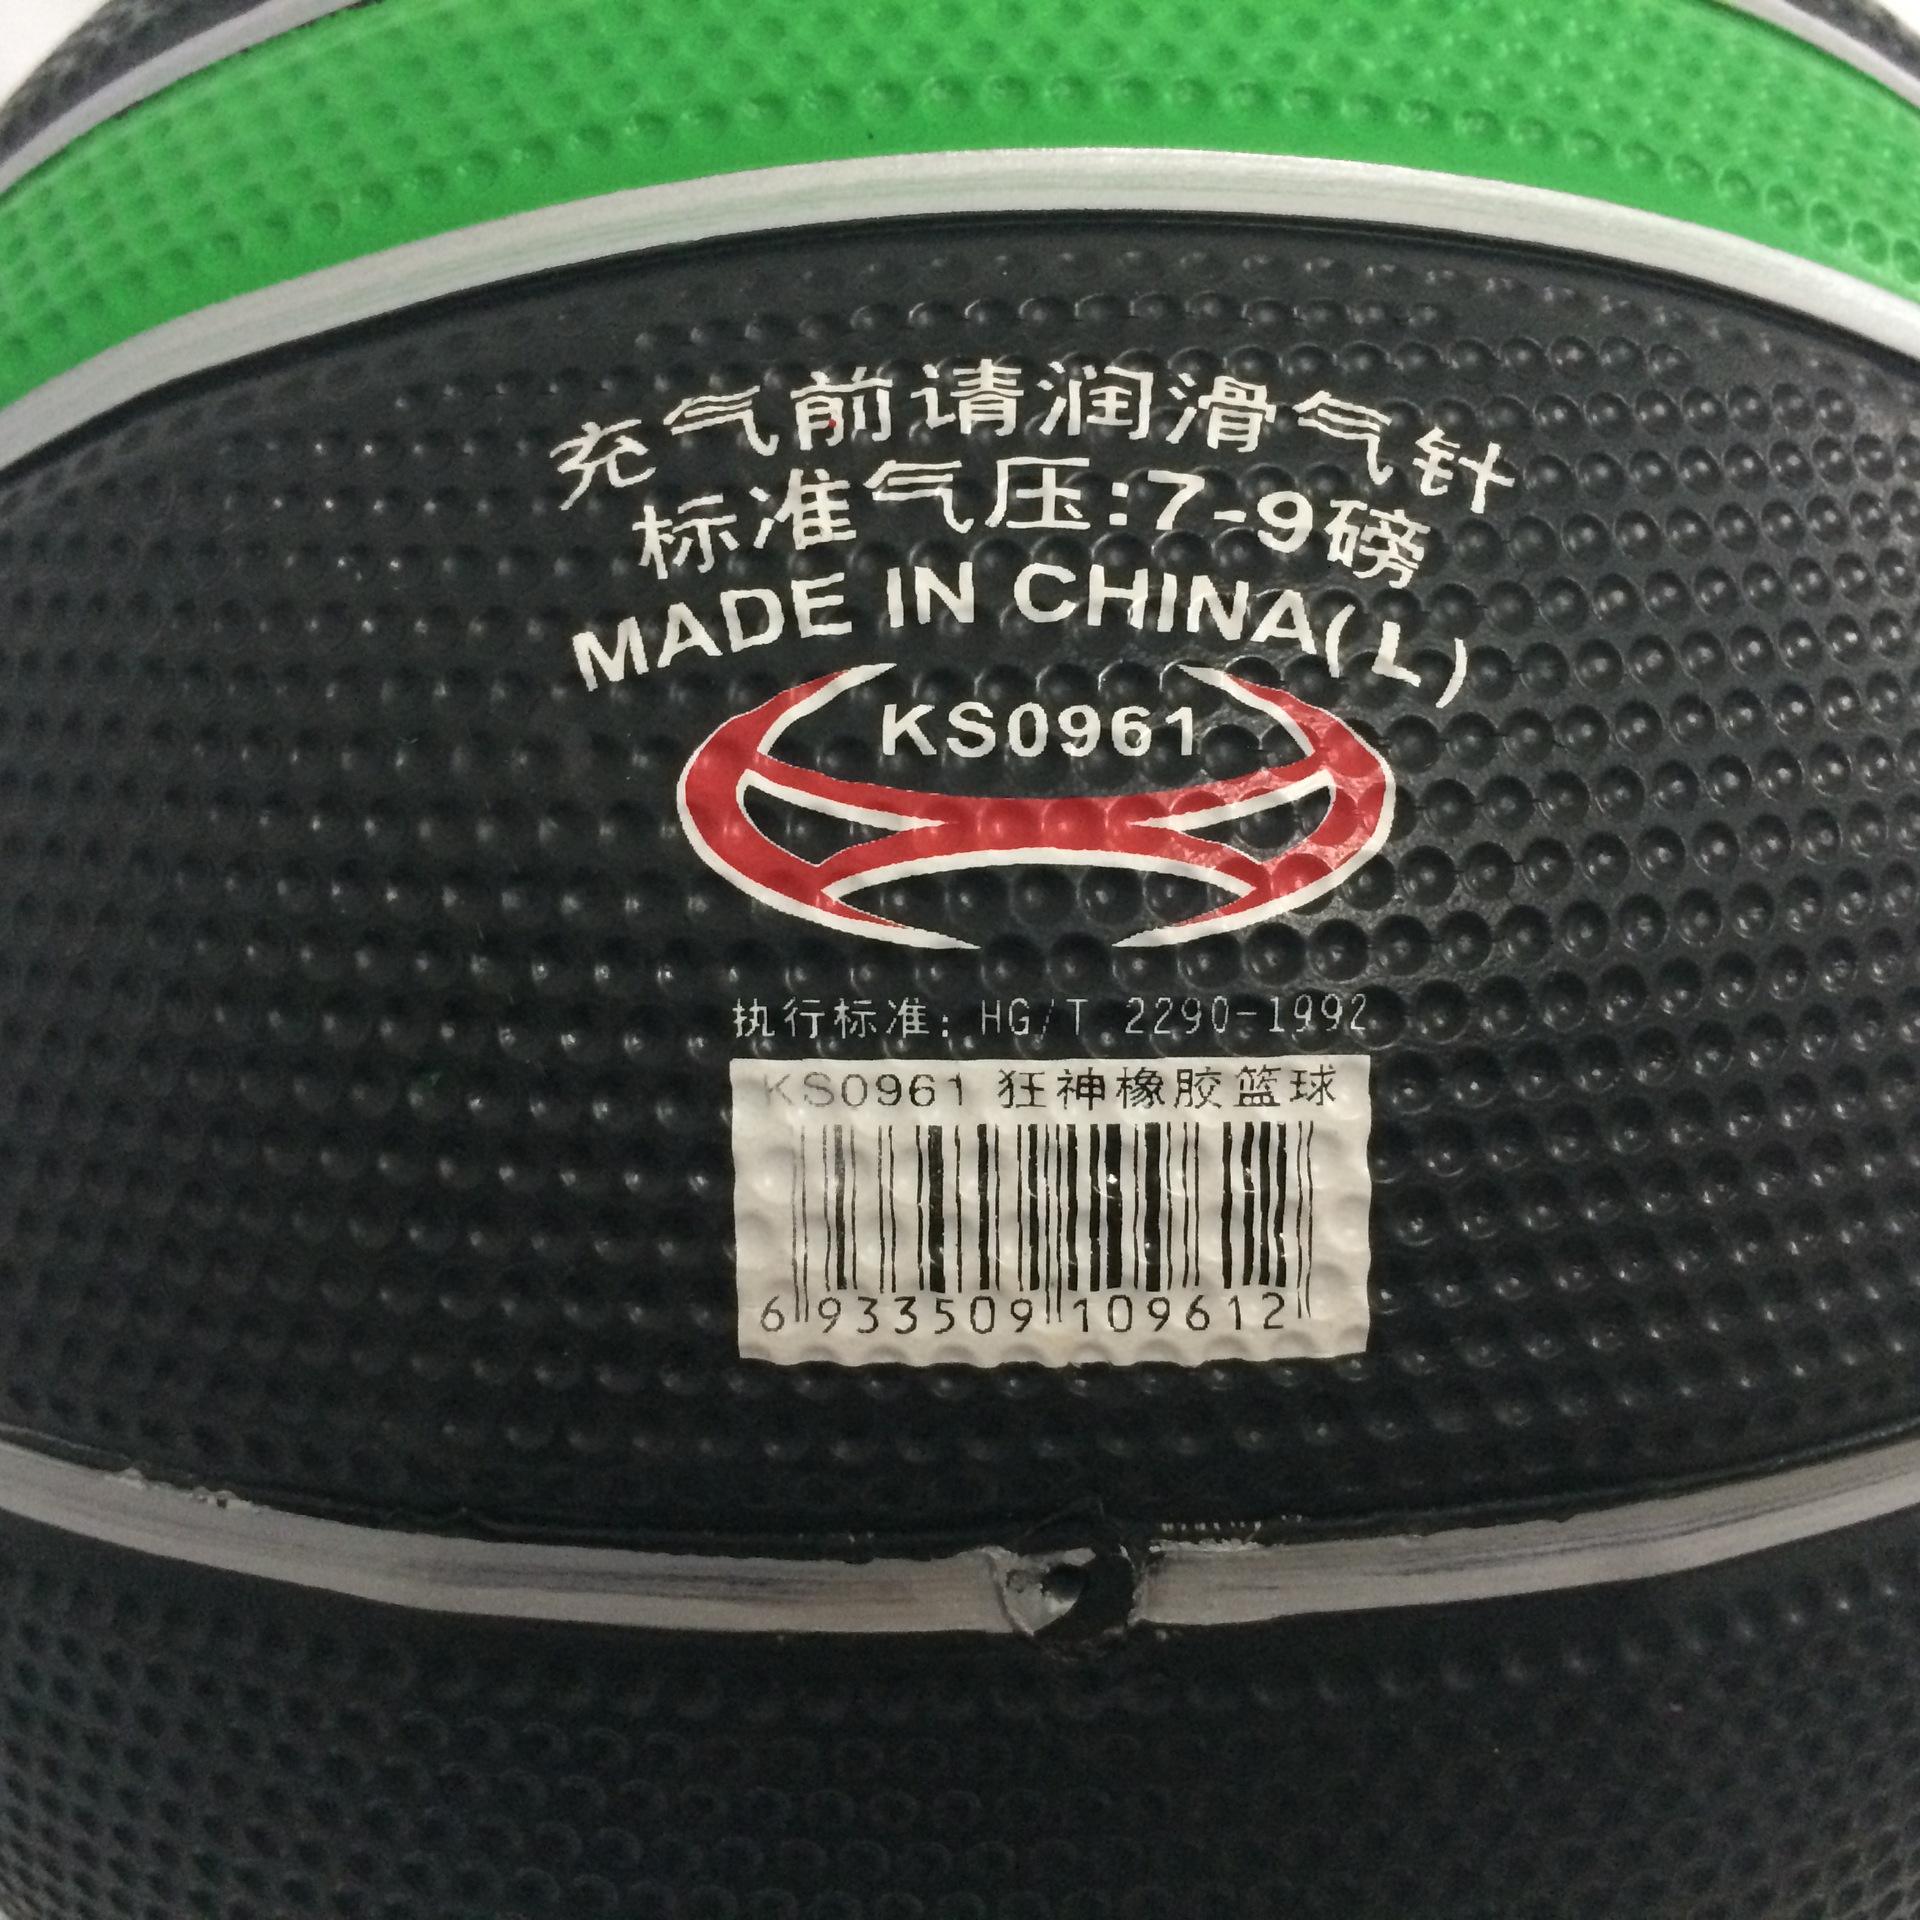 充气前请润滑气针
标准气压:7-9磅
MADE IN CHINA(L)
KS0961
执行标准: HG/T 2290-1992
KS0961 狂神橡胶篮球
6 933509 109612